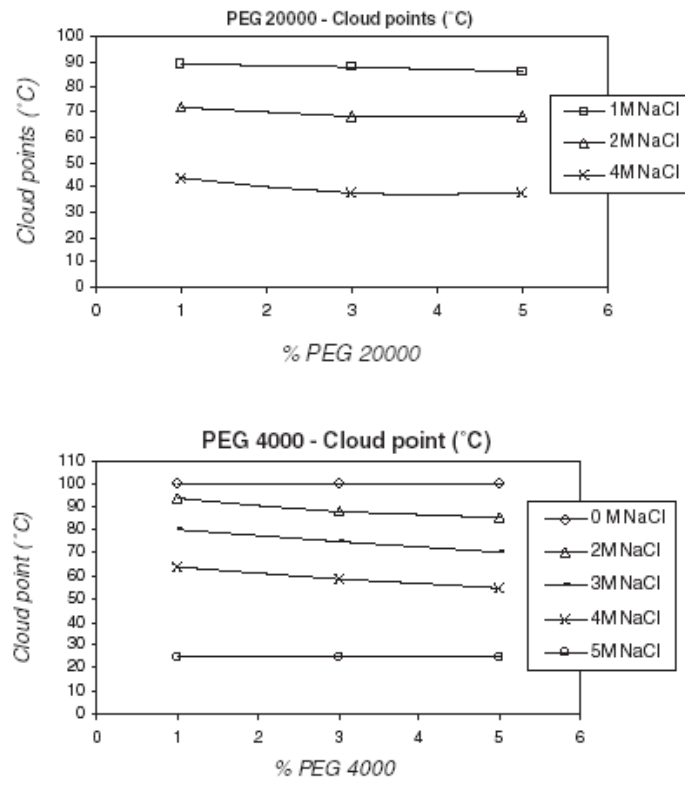 PEG 20000 - Cloud points (˚C)
Cloud points (˚C)
100
90
80
70
60
50
40
30
20
10
0
0 1 2 3 4 5 6
% PEG 20000
1M NaCl
2M NaCl
4M NaCl
PEG 4000 - Cloud point (˚C)
Cloud point (˚C)
110
100
90
80
70
60
50
40
30
20
10
0
0 1 2 3 4 5 6
% PEG 4000
0 M NaCl
2M NaCl
3M NaCl
4M NaCl
5M NaCl